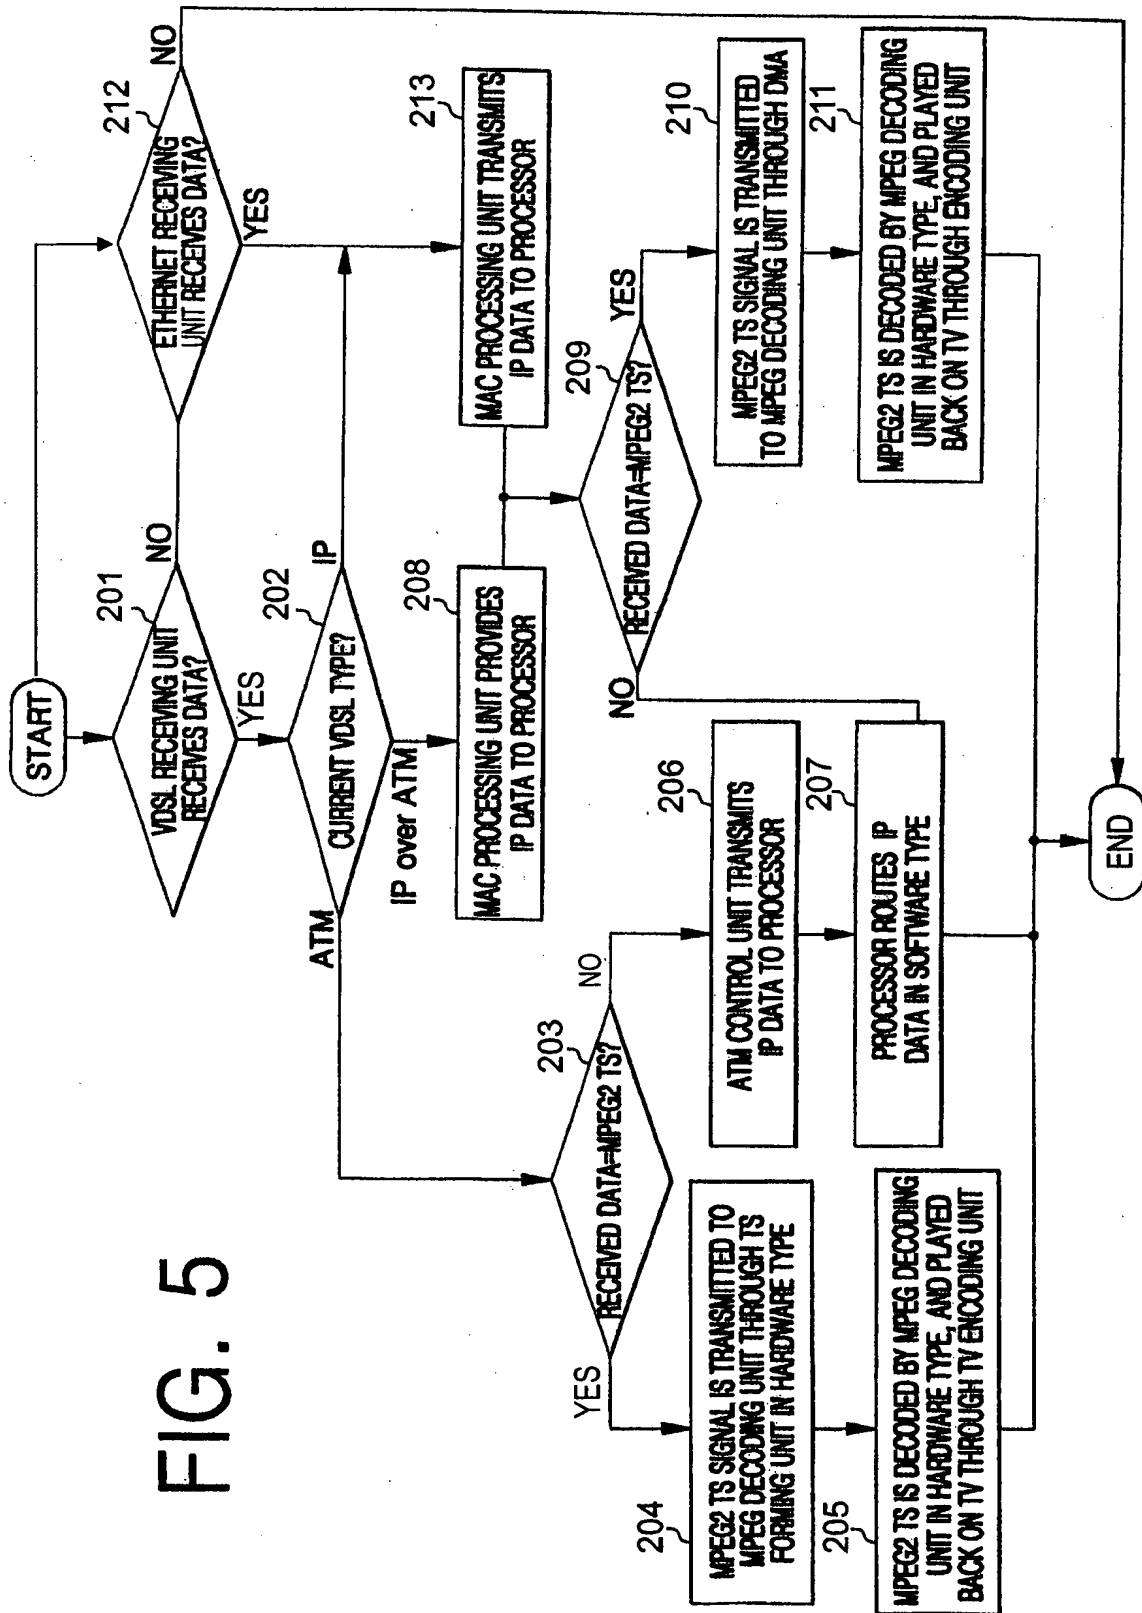 FIG. 5
START
201
VDSL RECEIVING UNIT
RECEIVES DATA?
NO
YES
212
ETHERNET RECEIVING
UNIT RECEIVES DATA?
NO
YES
202
CURRENT VDSL TYPE?
ATM
IP over ATM
IP
208
MAC PROCESSING UNIT PROVIDES
IP DATA TO PROCESSOR
213
MAC PROCESSING UNIT TRANSMITS
IP DATA TO PROCESSOR
203
RECEIVED DATA=MPEG2 TS?
YES
NO
209
RECEIVED DATA=MPEG2 TS?
NO
YES
204
MPEG2 TS SIGNAL IS TRANSMITTED TO
MPEG DECODING UNIT THROUGH TS
FORMING UNIT IN HARDWARE TYPE
206
ATM CONTROL UNIT TRANSMITS
IP DATA TO PROCESSOR
210
MPEG2 TS SIGNAL IS TRANSMITTED
TO MPEG DECODING UNIT THROUGH DMA
205
MPEG2 TS IS DECODED BY MPEG DECODING
UNIT IN HARDWARE TYPE, AND PLAYED
BACK ON TV THROUGH TV ENCODING UNIT
207
PROCESSOR ROUTES IP
DATA IN SOFTWARE TYPE
211
MPEG2 TS IS DECODED BY MPEG DECODING
UNIT IN HARDWARE TYPE, AND PLAYED
BACK ON TV THROUGH ENCODING UNIT
END